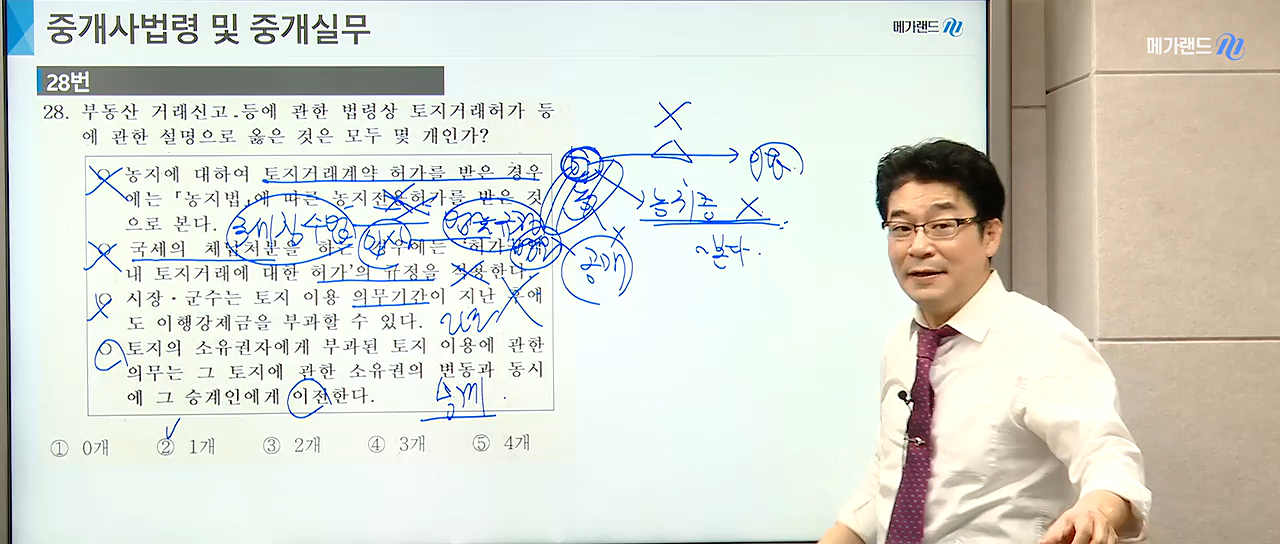 중개사법령 및 중개실무
메가랜드
메가랜드
28번
28. 부동산 거래신고 등에 관한 법령상 토지거래허가 등
에 관한 설명으로 옳은 것은 모두 몇 개인가?
○ 농지에 대하여 토지거래계약 허가를 받은 경우
에는 「농지법」에 따른 농지전용허가를 받은 것
으로 본다.
○ 국세의 체납처분을 하는 경우에는 '허가구역
내 토지거래에 대한 허가'의 규정을 적용한다.
○ 시장·군수는 토지 이용 의무기간이 지난 후에
도 이행강제금을 부과할 수 있다.
○ 토지의 소유권자에게 부과된 토지 이용에 관한
의무는 그 토지에 관한 소유권의 변동과 동시
에 그 승계인에게 이전한다.
① 0개 ② 1개 ③ 2개 ④ 3개 ⑤ 4개
농취증 X
~본다.
공매
승계